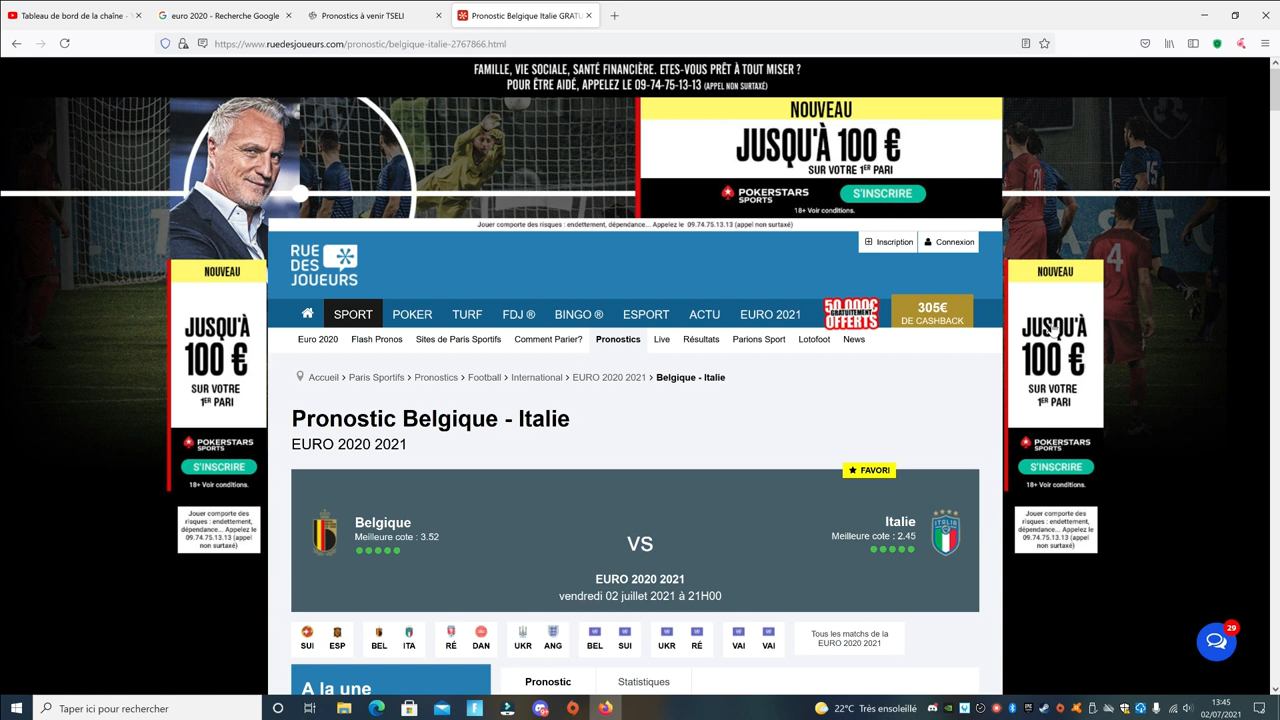 Tableau de bord de la chaîne - Y
euro 2020 - Recherche Google
Pronostics à venir TSELI
Pronostic Belgique Italie GRATU
https://www.ruedesjoueurs.com/pronostic/belgique-italie-2767866.html
FAMILLE, VIE SOCIALE, SANTÉ FINANCIÈRE. ETES-VOUS PRÊT À TOUT MISER ?
POUR ÊTRE AIDÉ, APPELEZ LE 09-74-75-13-13 (APPEL NON SURTAXÉ)
NOUVEAU
JUSQU'À 100 €
SUR VOTRE 1ER PARI
POKERSTARS SPORTS
S'INSCRIRE
18+ Voir conditions.
Jouer comporte des risques : endettement, dépendance... Appelez le 09.74.75.13.13 (appel non surtaxé)
Inscription
Connexion
RUE
DES
JOUEURS
SPORT
POKER
TURF
FDJ ®
BINGO ®
ESPORT
ACTU
EURO 2021
50.000€
GRATUITEMENT
OFFERTS
305€
DE CASHBACK
Euro 2020
Flash Pronos
Sites de Paris Sportifs
Comment Parier?
Pronostics
Live
Résultats
Parions Sport
Lotofoot
News
Accueil > Paris Sportifs > Pronostics > Football > International > EURO 2020 2021 > Belgique - Italie
Pronostic Belgique - Italie
EURO 2020 2021
FAVORI
Belgique
Meilleure cote : 3.52
VS
Italie
Meilleure cote : 2.45
ITALIA
EURO 2020 2021
vendredi 02 juillet 2021 à 21H00
SUI ESP
BEL ITA
RÉ DAN
UKR ANG
BEL SUI
UKR RÉ
VAI VAI
Tous les matchs de la
EURO 2020 2021
A la une
Pronostic
Statistiques
NOUVEAU
JUSQU'À
100 €
SUR VOTRE
1ER PARI
POKERSTARS
SPORTS
S'INSCRIRE
18+ Voir conditions.
Jouer comporte des
risques : endettement,
dépendance... Appelez le
09.74.75.13.13 (appel
non surtaxé)
NOUVEAU
JUSQU'À
100 €
SUR VOTRE
1ER PARI
POKERSTARS
SPORTS
S'INSCRIRE
18+ Voir conditions.
Jouer comporte des
risques : endettement,
dépendance... Appelez le
09.74.75.13.13 (appel
non surtaxé)
4
15
29
Taper ici pour rechercher
22°C Très ensoleillé
13:45
02/07/2021